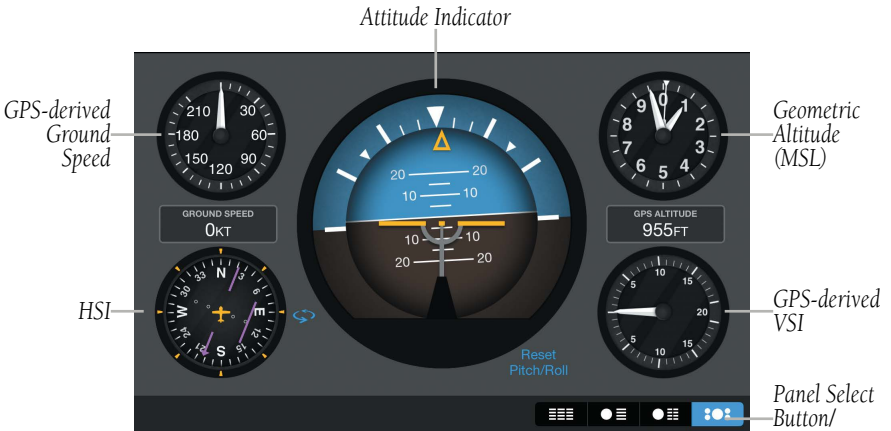 Attitude Indicator
GPS-derived
Ground
Speed
210 30
180 60
150 90
120
GROUND SPEED
0KT
HSI
N 3 6 E 12 15 S 21 24 W 30 33
20 20
10 10
10 10
20 20
Reset
Pitch/Roll
Geometric
Altitude
(MSL)
0 1 2 3 4 5 6 7 8 9
GPS ALTITUDE
955FT
GPS-derived
VSI
5 10 15 20 15 10 5
Panel Select
Button/